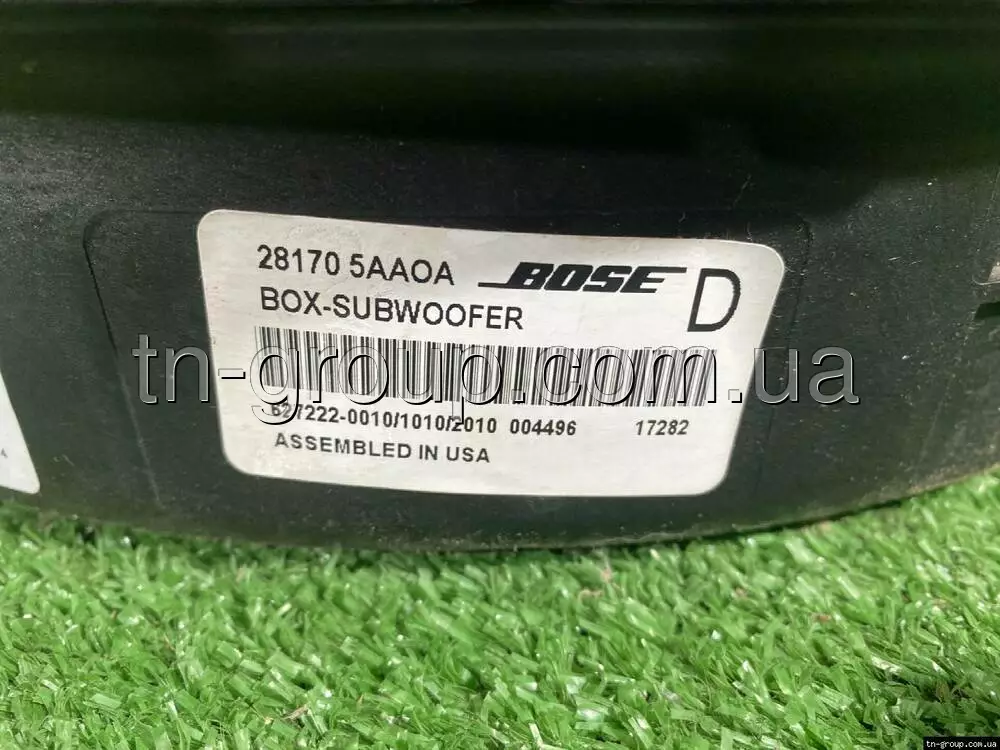 28170 5AA0A BOSE D
BOX-SUBWOOFER
tn-group.com.ua
627222-0010/1010/2010 004496 17282
ASSEMBLED IN USA
tn-group.com.ua